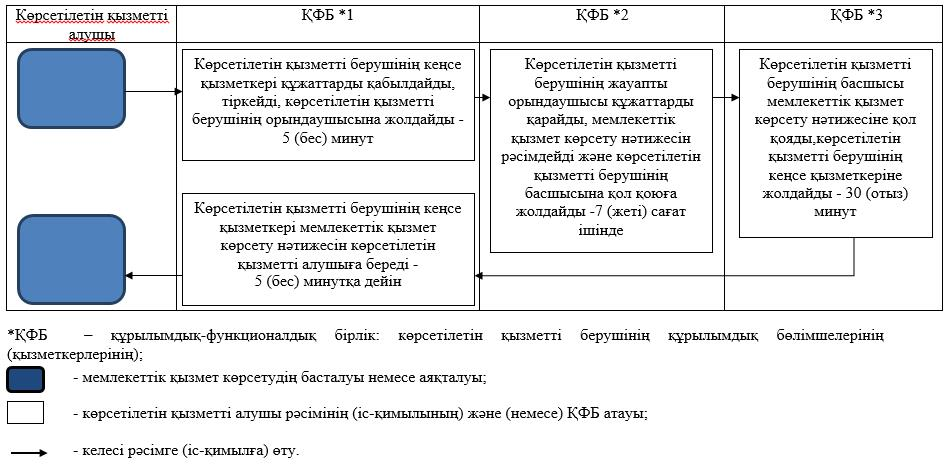 Көрсетілетін қызметті
алушы
ҚФБ *1
ҚФБ *2
ҚФБ *3
Көрсетілетін қызметті берушінің кеңсе
қызметкері құжаттарды қабылдайды,
тіркейді, көрсетілетін қызметті
берушінің орындаушысына жолдайды -
5 (бес) минут
Көрсетілетін қызметті
берушінің жауапты
орындаушысы құжаттарды
қарайды, мемлекеттік
қызмет көрсету нәтижесін
рәсімдейді және көрсетілетін
қызметті берушінің
басшысына қол қоюға
жолдайды -7 (жеті) сағат
ішінде
Көрсетілетін қызметті
берушінің басшысы
мемлекеттік қызмет
көрсету нәтижесіне қол
қояды,көрсетілетін
қызметті берушінің
кеңсе қызметкеріне
жолдайды - 30 (отыз)
минут
Көрсетілетін қызметті берушінің кеңсе
қызметкері мемлекеттік қызмет
көрсету нәтижесін көрсетілетін
қызметті алушыға береді -
5 (бес) минутқа дейін
*ҚФБ – құрылымдық-функционалдық бірлік: көрсетілетін қызметті берушінің құрылымдық бөлімшелерінің
(қызметкерлерінің);
- мемлекеттік қызмет көрсетудің басталуы немесе аяқталуы;
- көрсетілетін қызметті алушы рәсімінің (іс-қимылының) және (немесе) ҚФБ атауы;
- келесі рәсімге (іс-қимылға) өту.